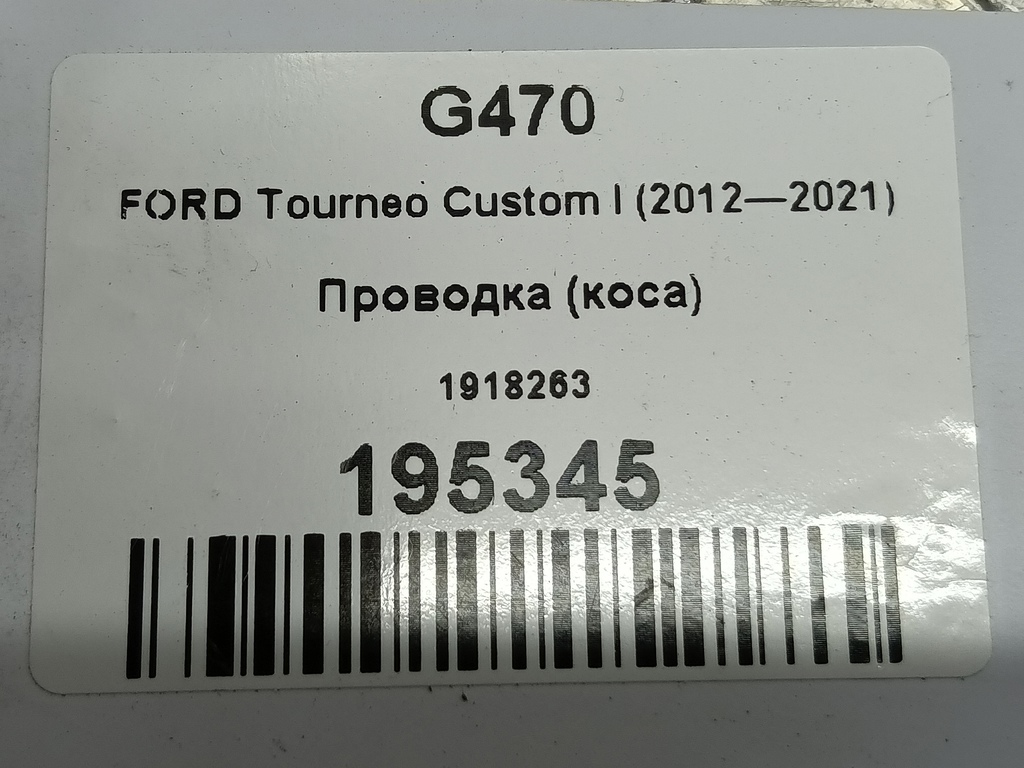 G470
FORD Tourneo Custom I (2012—2021)
Проводка (коса)
1918263
195345